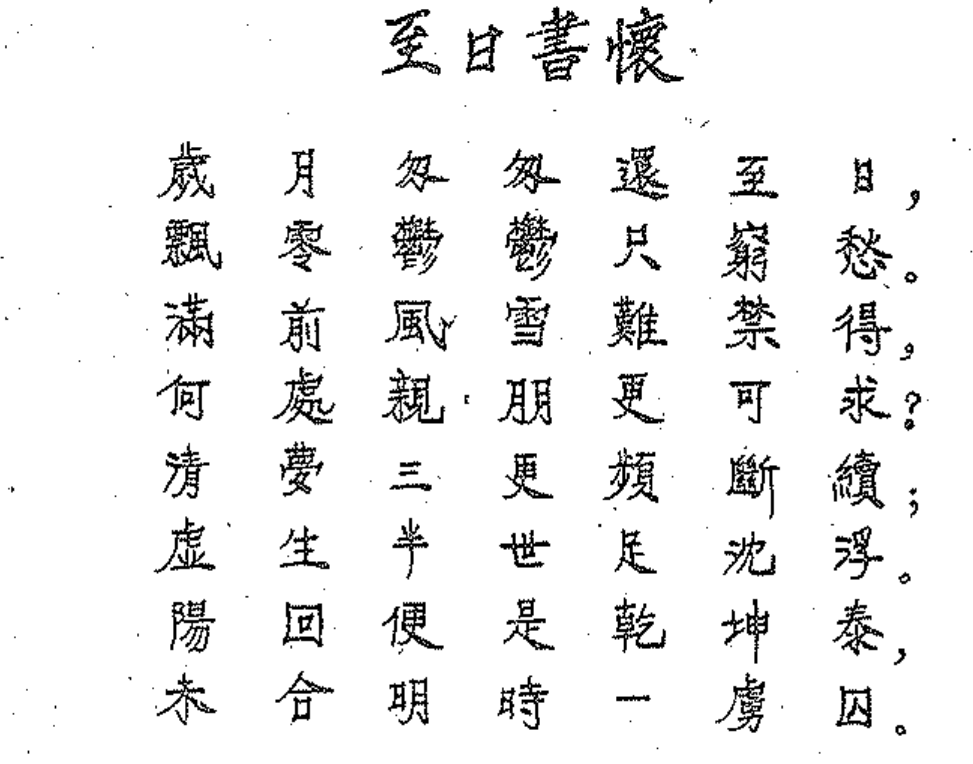 至日書懷
歲月匆匆還至日，
飄零鬱鬱只窮愁。
滿前風雪難禁得，
何處親朋更可求？
清夢三更頻斷續；
虛生半世足沈浮。
陽回便是乾坤泰，
未合明時一虜囚。